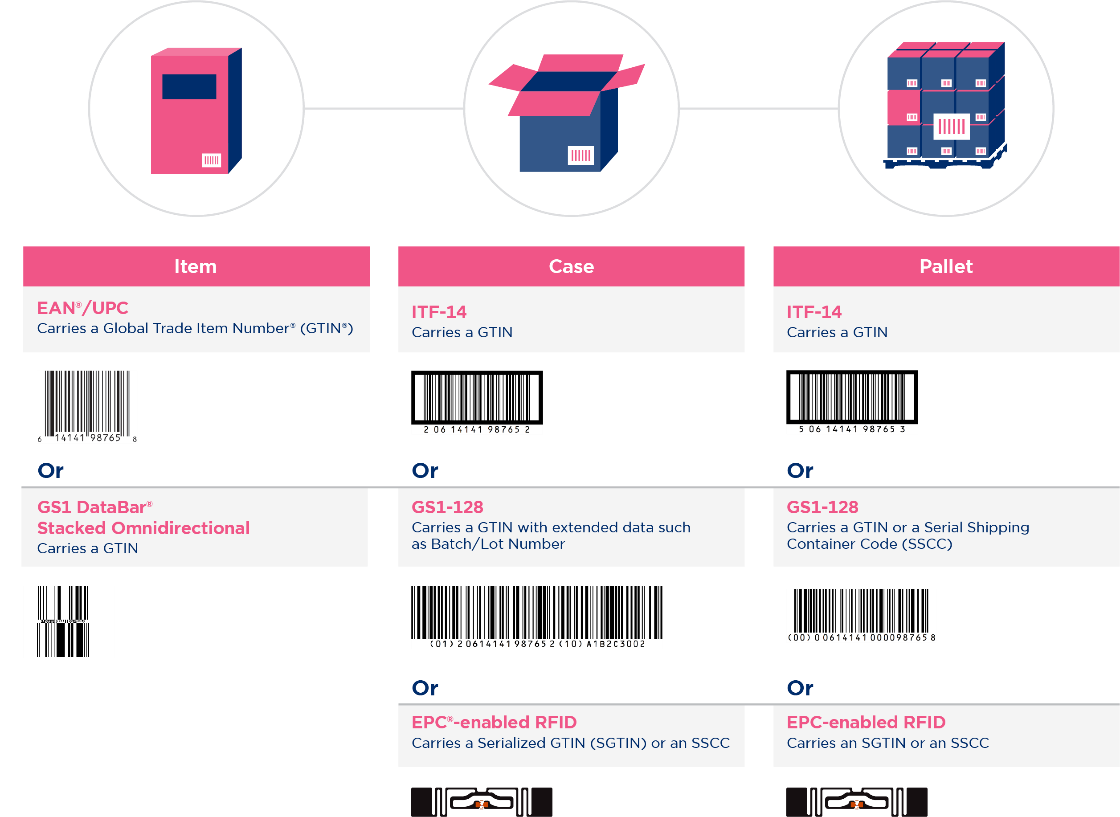 Item
EAN®/UPC
Carries a Global Trade Item Number® (GTIN®)
6 14141 98765 8
Or
GS1 DataBar®
Stacked Omnidirectional
Carries a GTIN
Case
ITF-14
Carries a GTIN
2 06 14141 98765 2
Or
GS1-128
Carries a GTIN with extended data such
as Batch/Lot Number
(01) 2 0614141 98765 2 (10) A1B2C3002
Or
EPC®-enabled RFID
Carries a Serialized GTIN (SGTIN) or an SSCC
Pallet
ITF-14
Carries a GTIN
5 06 14141 98765 3
Or
GS1-128
Carries a GTIN or a Serial Shipping
Container Code (SSCC)
(00) 0 0614141 000098765 8
Or
EPC-enabled RFID
Carries an SGTIN or an SSCC